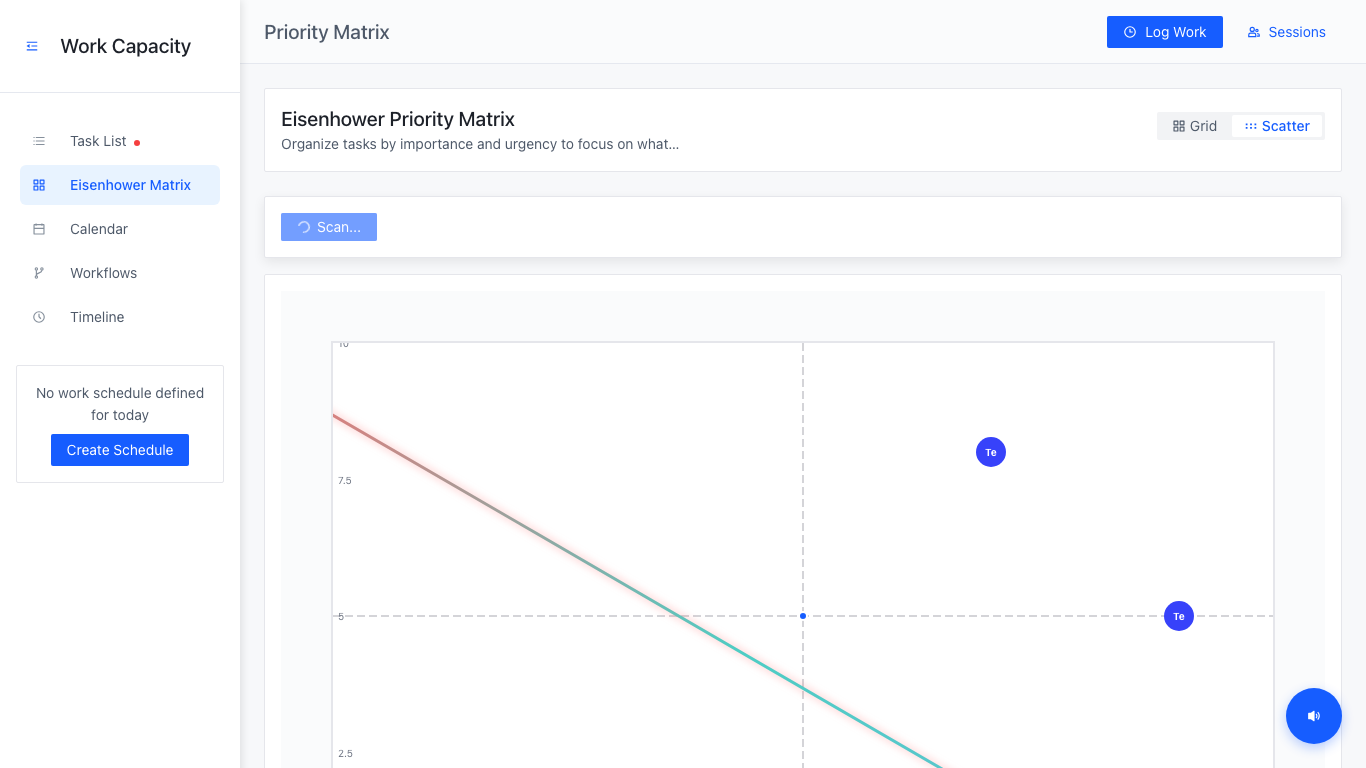 Work Capacity
Task List
Eisenhower Matrix
Calendar
Workflows
Timeline
No work schedule defined
for today
Create Schedule
Priority Matrix
Log Work
Sessions
Eisenhower Priority Matrix
Organize tasks by importance and urgency to focus on what...
Grid
Scatter
Scan...
10
7.5
5
2.5
Te
Te